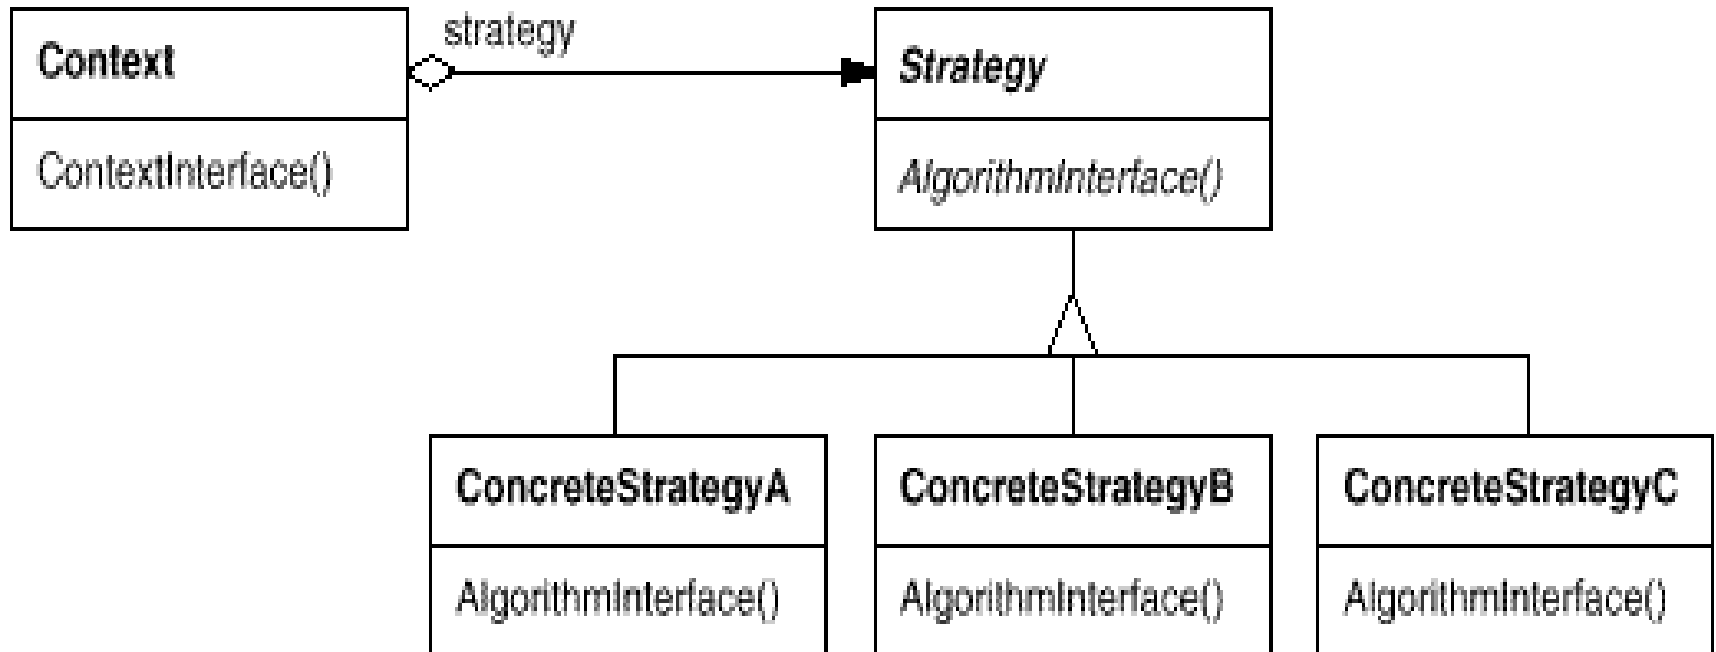 strategy
Context
Strategy
ContextInterface()
AlgorithmInterface()
ConcreteStrategyA
ConcreteStrategyB
ConcreteStrategyC
AlgorithmInterface()
AlgorithmInterface()
AlgorithmInterface()